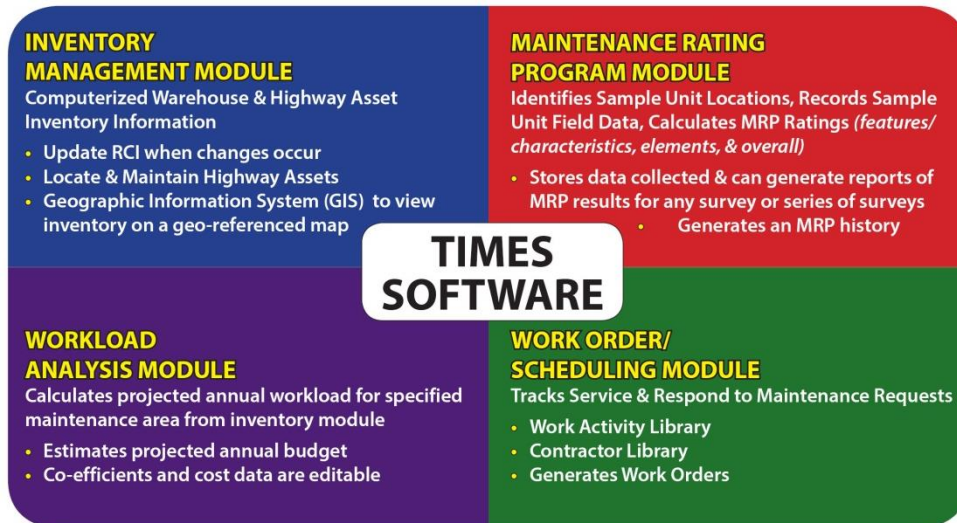 INVENTORY
MANAGEMENT MODULE
Computerized Warehouse & Highway Asset
Inventory Information
• Update RCI when changes occur
• Locate & Maintain Highway Assets
• Geographic Information System (GIS) to view
inventory on a geo-referenced map
MAINTENANCE RATING
PROGRAM MODULE
Identifies Sample Unit Locations, Records Sample
Unit Field Data, Calculates MRP Ratings (features/
characteristics, elements, & overall)
• Stores data collected & can generate reports of
MRP results for any survey or series of surveys
• Generates an MRP history
TIMES
SOFTWARE
WORKLOAD
ANALYSIS MODULE
Calculates projected annual workload for specified
maintenance area from inventory module
• Estimates projected annual budget
• Co-efficients and cost data are editable
WORK ORDER/
SCHEDULING MODULE
Tracks Service & Respond to Maintenance Requests
• Work Activity Library
• Contractor Library
• Generates Work Orders